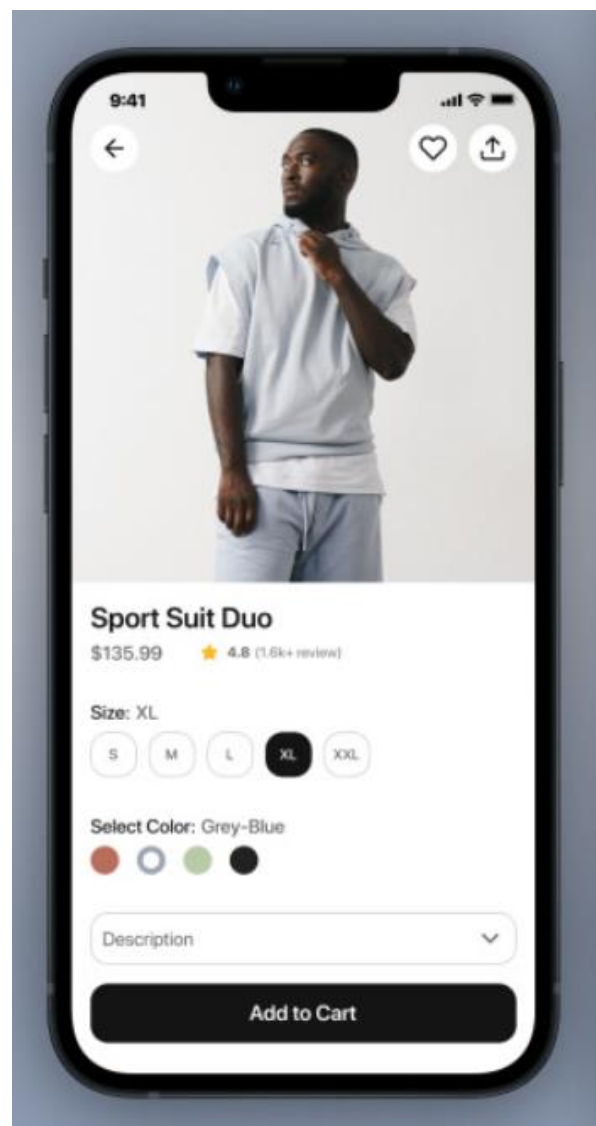 9:41
Sport Suit Duo
$135.99 4.8 (1.6k+ review)
Size: XL
S M L XL XXL
Select Color: Grey-Blue
Description
Add to Cart